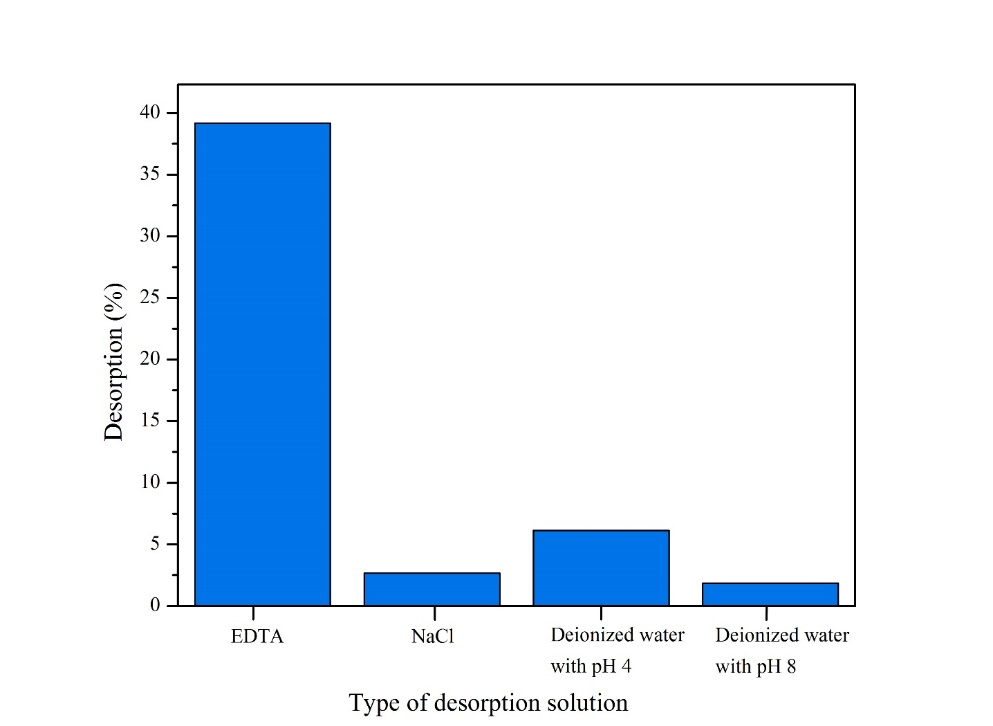 40
35
30
25
20
15
10
5
0
Desorption (%)
EDTA
NaCl
Deionized water
with pH 4
Deionized water
with pH 8
Type of desorption solution